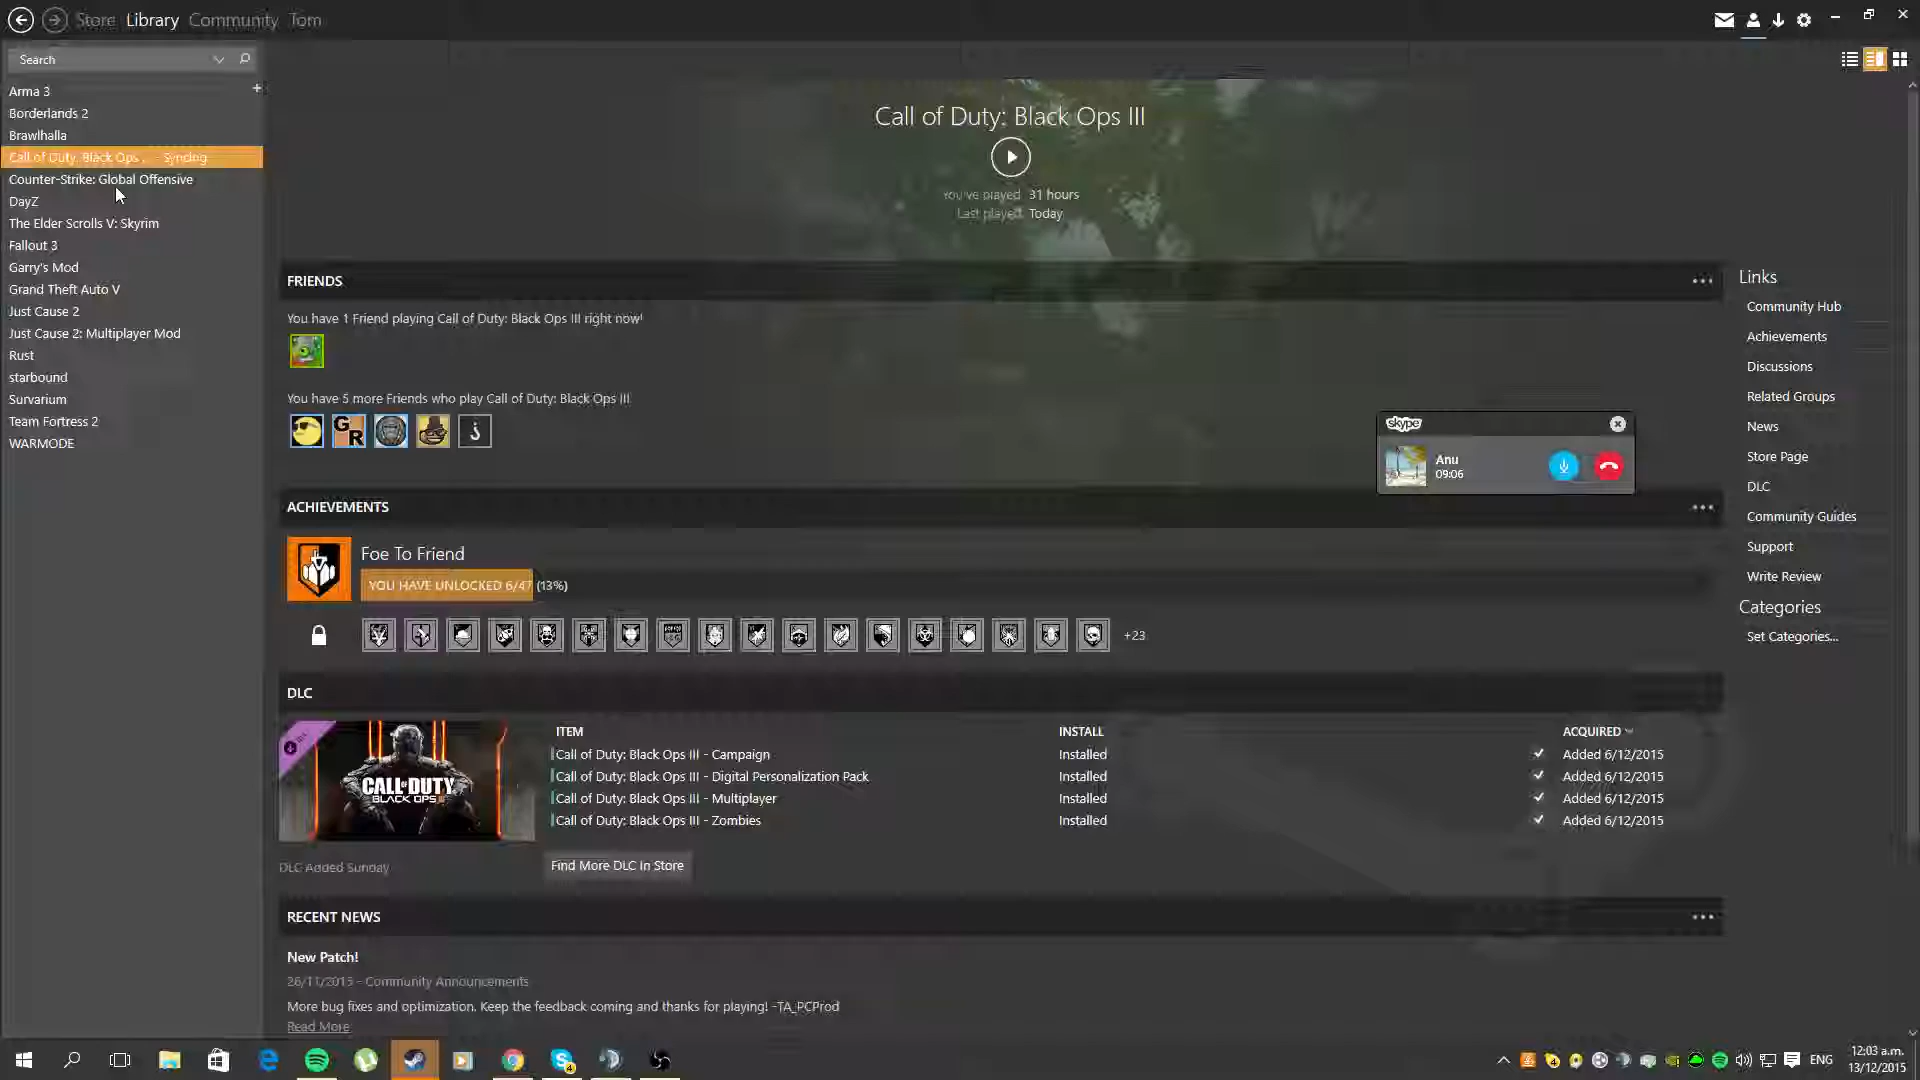 Store Library Community Tom
Search
Arma 3
Borderlands 2
Brawlhalla
Call of Duty: Black Ops ... - Syncing
Counter-Strike: Global Offensive
DayZ
The Elder Scrolls V: Skyrim
Fallout 3
Garry's Mod
Grand Theft Auto V
Just Cause 2
Just Cause 2: Multiplayer Mod
Rust
starbound
Survarium
Team Fortress 2
WARMODE
Call of Duty: Black Ops III
You've played 31 hours
Last played Today
FRIENDS
You have 1 Friend playing Call of Duty: Black Ops III right now!
You have 5 more Friends who play Call of Duty: Black Ops III
GR
ACHIEVEMENTS
Foe To Friend
YOU HAVE UNLOCKED 6/47 (13%)
+23
DLC
ITEM INSTALL ACQUIRED
Call of Duty: Black Ops III - Campaign Installed Added 6/12/2015
Call of Duty: Black Ops III - Digital Personalization Pack Installed Added 6/12/2015
Call of Duty: Black Ops III - Multiplayer Installed Added 6/12/2015
Call of Duty: Black Ops III - Zombies Installed Added 6/12/2015
CALL OF DUTY
BLACK OPS III
DLC Added Sunday
Find More DLC In Store
RECENT NEWS
New Patch!
26/11/2015 - Community Announcements
More bug fixes and optimization. Keep the feedback coming and thanks for playing! -TA_PCProd
Read More
skype
Anu
09:06
Links
Community Hub
Achievements
Discussions
Related Groups
News
Store Page
DLC
Community Guides
Support
Write Review
Categories
Set Categories...
ENG
12:03 a.m.
13/12/2015